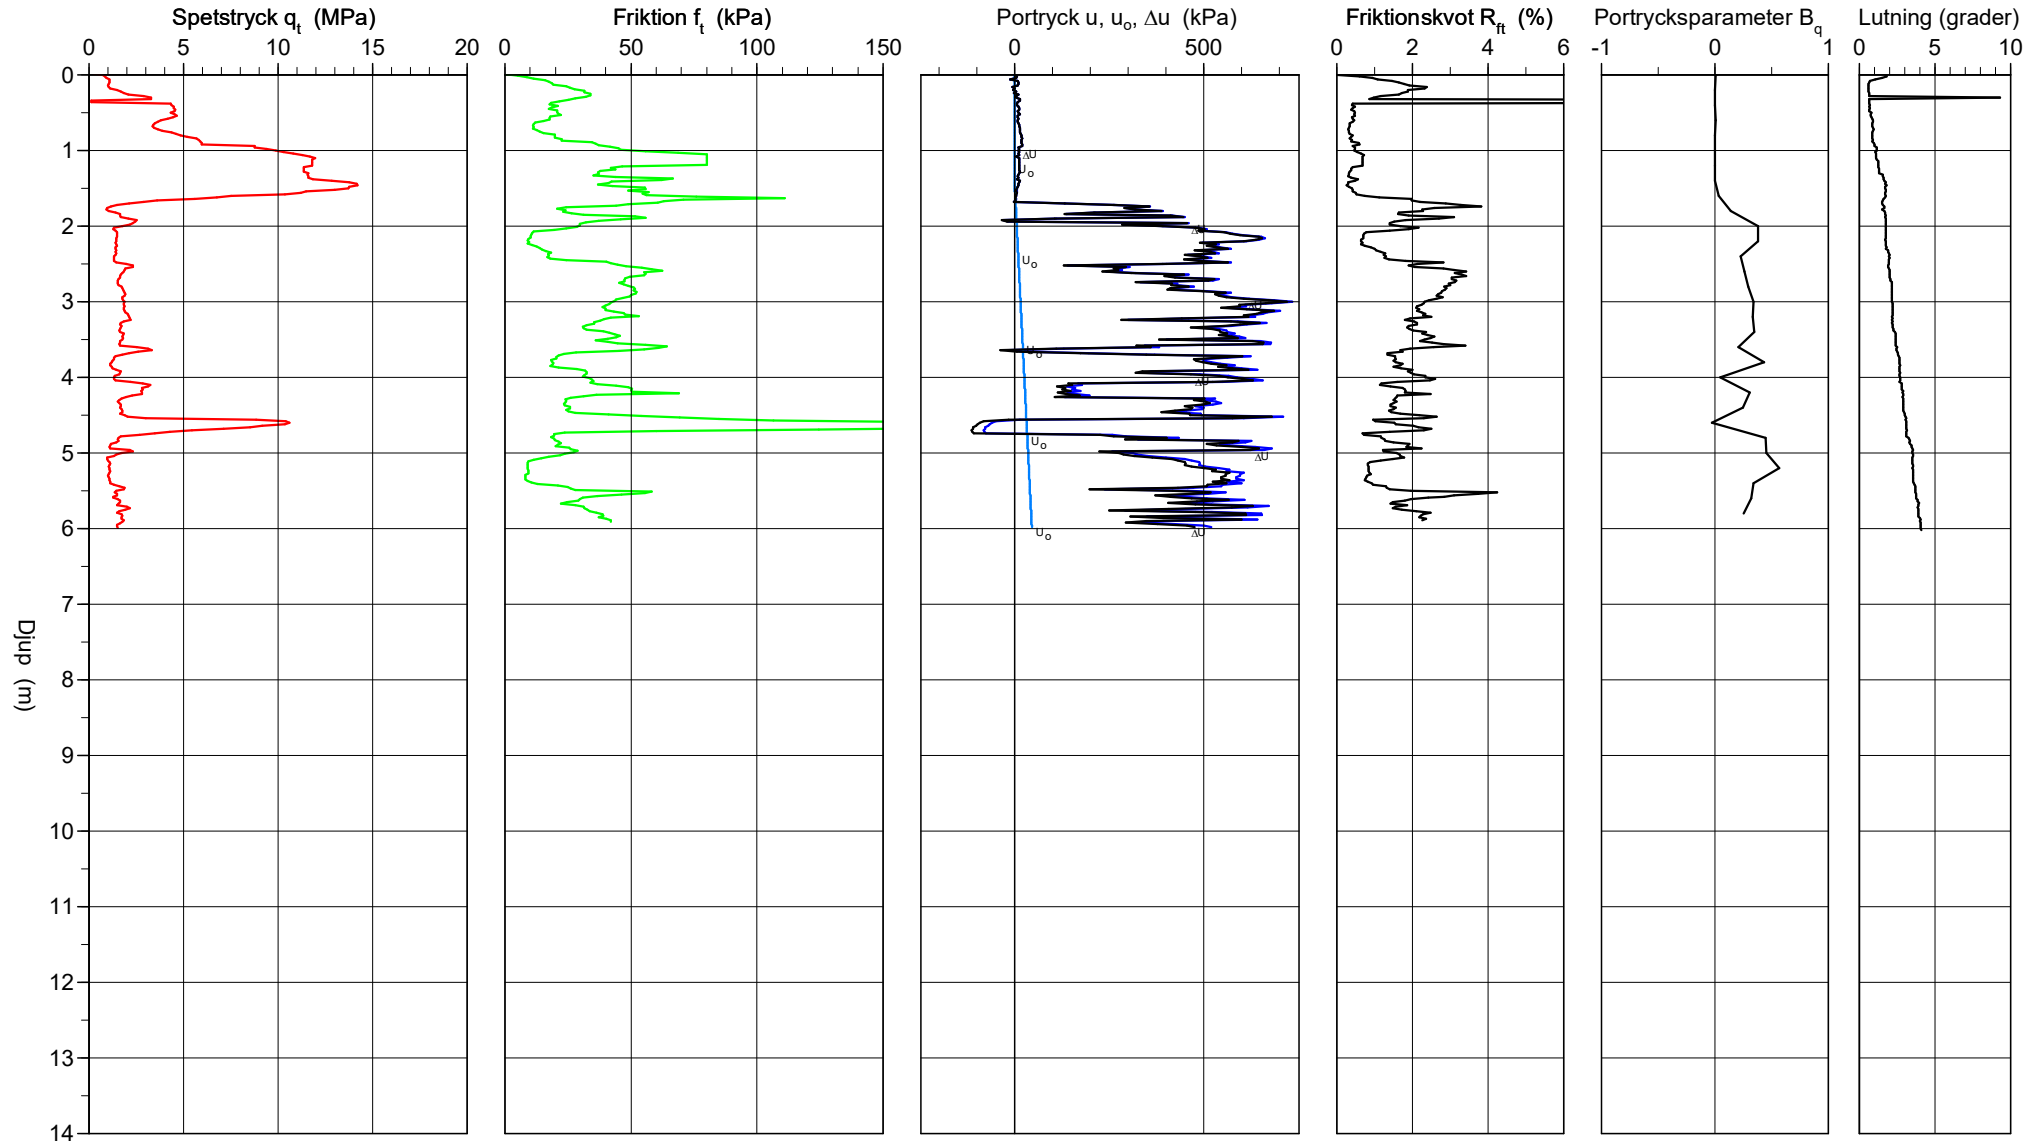 Spetstryck qt (MPa) Friktion ft (kPa) Portryck u, uo, Δu (kPa) Friktionskvot Rft (%) Portrycksparameter Bq Lutning (grader)
0 5 10 15 20 0 50 100 150 0 500 0 2 4 6 -1 0 1 0 5 10
0
1
ΔU
Uo
2
ΔU
Uo
3
ΔU
Uo
4
ΔU
Uo
5
ΔU
6
Uo ΔU
7
Djup (m)
8
9
10
11
12
13
14